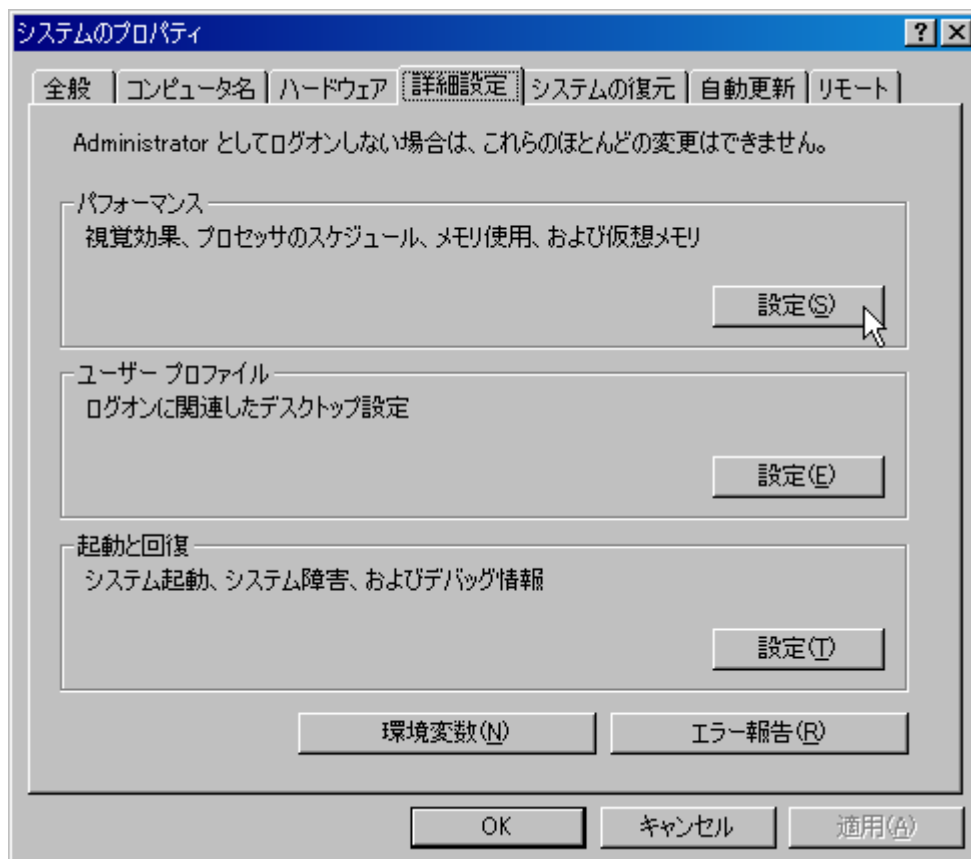 システムのプロパティ
全般 コンピュータ名 ハードウェア 詳細設定 システムの復元 自動更新 リモート
Administrator としてログオンしない場合は、これらのほとんどの変更はできません。
パフォーマンス
視覚効果、プロセッサのスケジュール、メモリ使用、および仮想メモリ
設定(S)
ユーザー プロファイル
ログオンに関連したデスクトップ設定
設定(E)
起動と回復
システム起動、システム障害、およびデバッグ情報
設定(T)
環境変数(N) エラー報告(R)
OK キャンセル 適用(A)